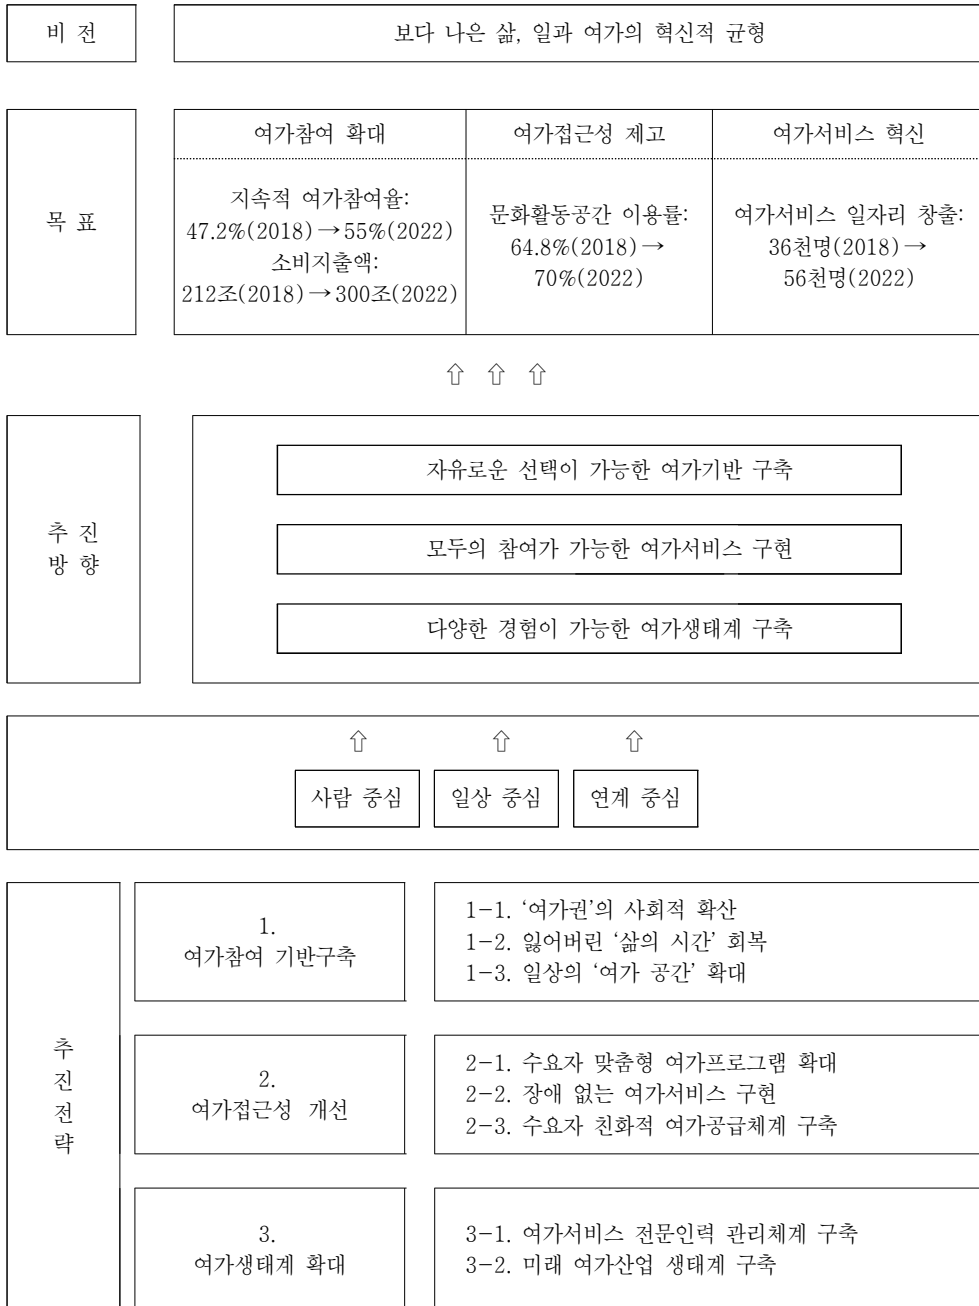 비 전
보다 나은 삶, 일과 여가의 혁신적 균형
목 표
여가참여 확대
지속적 여가참여율:
47.2%(2018)→55%(2022)
소비지출액:
212조(2018)→300조(2022)
여가접근성 제고
문화활동공간 이용률:
64.8%(2018)→
70%(2022)
여가서비스 혁신
여가서비스 일자리 창출:
36천명(2018)→
56천명(2022)
⇧ ⇧ ⇧
추 진
방 향
자유로운 선택이 가능한 여가기반 구축
모두의 참여가 가능한 여가서비스 구현
다양한 경험이 가능한 여가생태계 구축
⇧ ⇧ ⇧
사람 중심
일상 중심
연계 중심
추
진
전
략
1.
여가참여 기반구축
1-1. ‘여가권’의 사회적 확산
1-2. 잃어버린 ‘삶의 시간’ 회복
1-3. 일상의 ‘여가 공간’ 확대
2.
여가접근성 개선
2-1. 수요자 맞춤형 여가프로그램 확대
2-2. 장애 없는 여가서비스 구현
2-3. 수요자 친화적 여가공급체계 구축
3.
여가생태계 확대
3-1. 여가서비스 전문인력 관리체계 구축
3-2. 미래 여가산업 생태계 구축